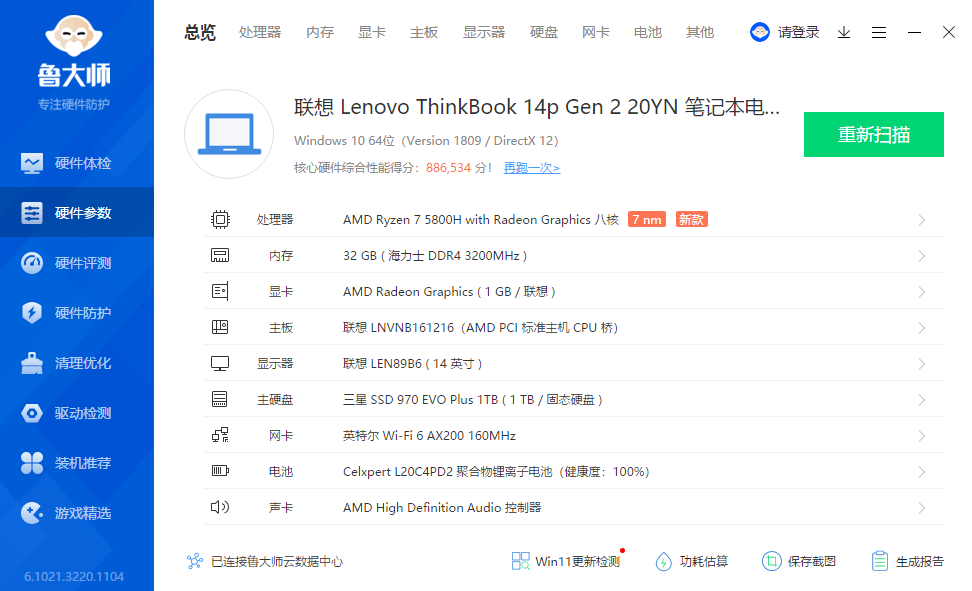 鲁大师
专注硬件防护
硬件体检
硬件参数
硬件评测
硬件防护
清理优化
驱动检测
装机推荐
游戏精选
6.1021.3220.1104
总览 处理器 内存 显卡 主板 显示器 硬盘 网卡 电池 其他 请登录
联想 Lenovo ThinkBook 14p Gen 2 20YN 笔记本电...
Windows 10 64位（Version 1809 / DirectX 12）
核心硬件综合性能得分：886,534 分！ 再跑一次>
重新扫描
处理器 AMD Ryzen 7 5800H with Radeon Graphics 八核 7 nm 新款
内存 32 GB ( 海力士 DDR4 3200MHz )
显卡 AMD Radeon Graphics ( 1 GB / 联想 )
主板 联想 LNVNB161216（AMD PCI 标准主机 CPU 桥）
显示器 联想 LEN89B6 ( 14 英寸 )
主硬盘 三星 SSD 970 EVO Plus 1TB ( 1 TB / 固态硬盘 )
网卡 英特尔 Wi-Fi 6 AX200 160MHz
电池 Celxpert L20C4PD2 聚合物锂离子电池（健康度：100%）
声卡 AMD High Definition Audio 控制器
已连接鲁大师云数据中心 Win11更新检测 功耗估算 保存截图 生成报告